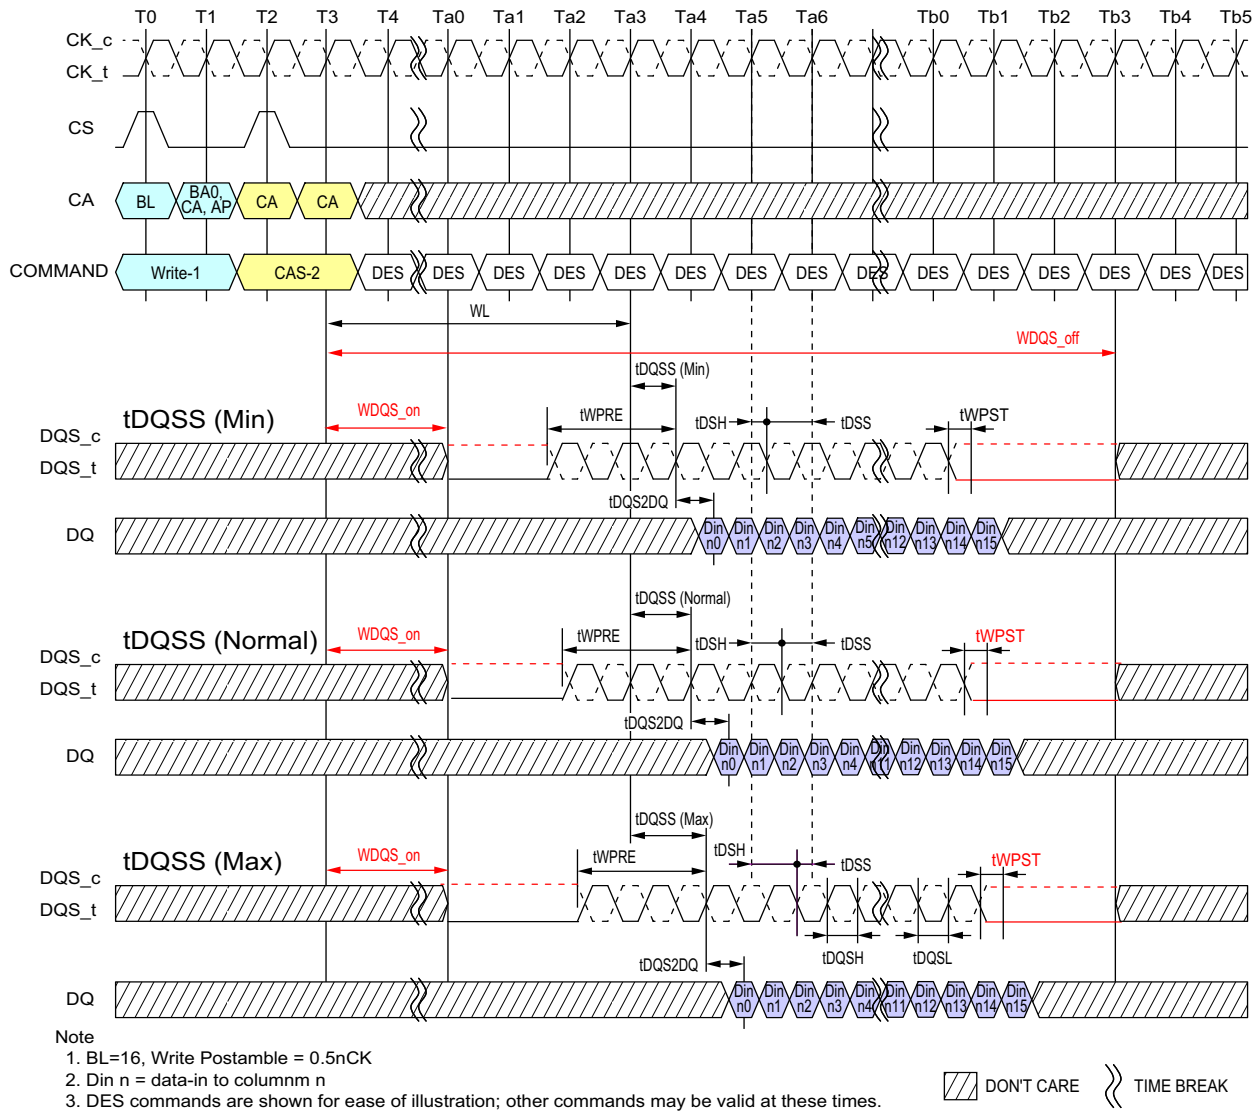 T0 T1 T2 T3 T4 Ta0 Ta1 Ta2 Ta3 Ta4 Ta5 Ta6 Tb0 Tb1 Tb2 Tb3 Tb4 Tb5
CK_c
CK_t
CS
CA BL BA0, CA, AP CA CA
COMMAND Write-1 CAS-2 DES DES DES DES DES DES DES DES DES DES DES DES DES DES DES
WL
WDQS_off
tDQSS (Min)
tDQSS (Min) WDQS_on tWPRE tDSH tDSS tWPST
DQS_c
DQS_t
tDQS2DQ
DQ Din n0 Din n1 Din n2 Din n3 Din n4 Din n5 Din n12 Din n13 Din n14 Din n15
tDQSS (Normal)
tDQSS (Normal) WDQS_on tWPRE tDSH tDSS tWPST
DQS_c
DQS_t
tDQS2DQ
DQ Din n0 Din n1 Din n2 Din n3 Din n4 Din n11 Din n12 Din n13 Din n14 Din n15
tDQSS (Max)
tDQSS (Max) WDQS_on tWPRE tDSH tDSS tWPST
DQS_c
DQS_t
tDQSH tDQSL
tDQS2DQ
DQ Din n0 Din n1 Din n2 Din n3 Din n4 Din n11 Din n12 Din n13 Din n14 Din n15
Note
1. BL=16, Write Postamble = 0.5nCK
2. Din n = data-in to columnm n
3. DES commands are shown for ease of illustration; other commands may be valid at these times.
DON'T CARE TIME BREAK